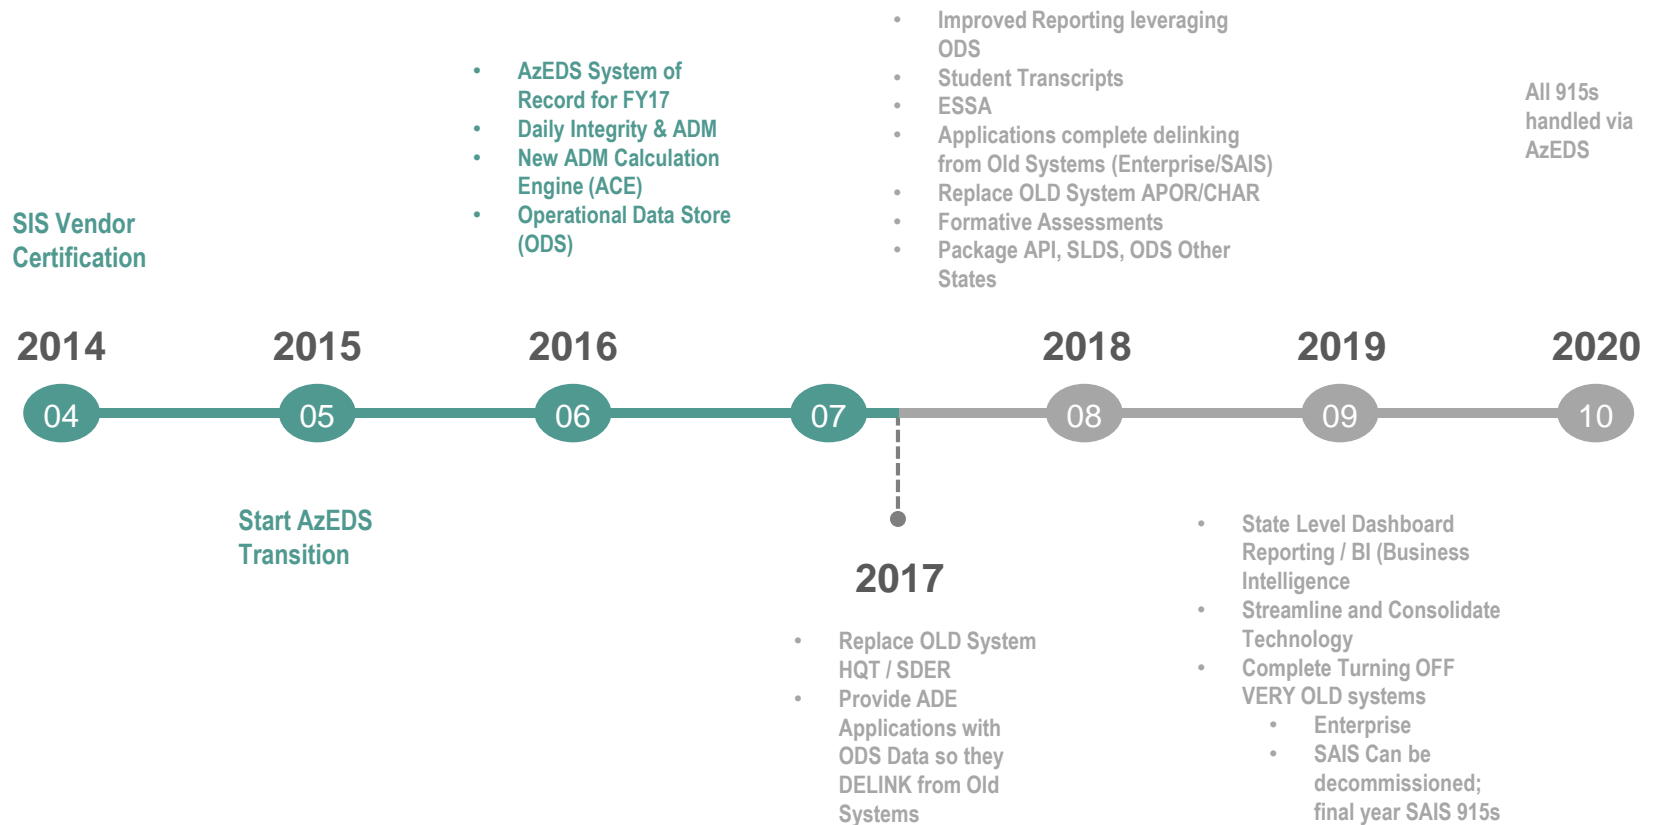 SIS Vendor
Certification
• AzEDS System of
Record for FY17
• Daily Integrity & ADM
• New ADM Calculation
Engine (ACE)
• Operational Data Store
(ODS)
• Improved Reporting leveraging
ODS
• Student Transcripts
• ESSA
• Applications complete delinking
from Old Systems (Enterprise/SAIS)
• Replace OLD System APOR/CHAR
• Formative Assessments
• Package API, SLDS, ODS Other
States
All 915s
handled via
AzEDS
2014
2015
2016
2018
2019
2020
04
05
06
07
08
09
10
Start AzEDS
Transition
2017
• Replace OLD System
HQT / SDER
• Provide ADE
Applications with
ODS Data so they
DELINK from Old
Systems
• State Level Dashboard
Reporting / BI (Business
Intelligence
• Streamline and Consolidate
Technology
• Complete Turning OFF
VERY OLD systems
• Enterprise
• SAIS Can be
decommissioned;
final year SAIS 915s